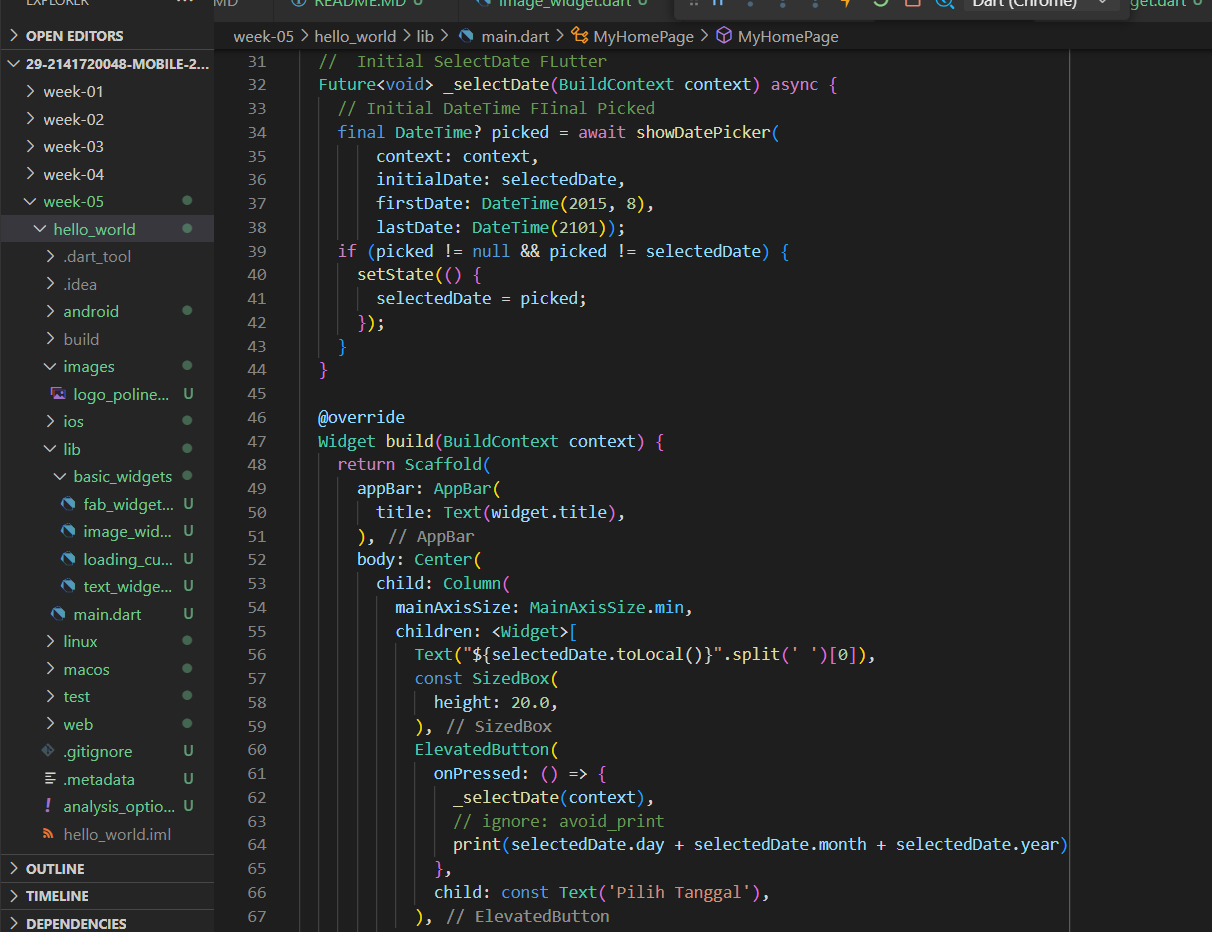 EXPLORER
MD
README.MD U
image_widget.dart U
Dart (Chrome)
get.dart U
OPEN EDITORS
29-2141720048-MOBILE-2...
week-01
week-02
week-03
week-04
week-05
hello_world
.dart_tool
.idea
android
build
images
logo_poline... U
ios
lib
basic_widgets
fab_widget... U
image_wid... U
loading_cu... U
text_widge... U
main.dart U
linux
macos
test
web
.gitignore U
.metadata U
analysis_optio... U
hello_world.iml
OUTLINE
TIMELINE
DEPENDENCIES
week-05 > hello_world > lib > main.dart > MyHomePage > MyHomePage
31 //  Initial SelectDate FLutter
32 Future<void> _selectDate(BuildContext context) async {
33 // Initial DateTime FIinal Picked
34 final DateTime? picked = await showDatePicker(
35 context: context,
36 initialDate: selectedDate,
37 firstDate: DateTime(2015, 8),
38 lastDate: DateTime(2101));
39 if (picked != null && picked != selectedDate) {
40 setState(() {
41 selectedDate = picked;
42 });
43 }
44 }
45
46 @override
47 Widget build(BuildContext context) {
48 return Scaffold(
49 appBar: AppBar(
50 title: Text(widget.title),
51 ), // AppBar
52 body: Center(
53 child: Column(
54 mainAxisSize: MainAxisSize.min,
55 children: <Widget>[
56 Text("${selectedDate.toLocal()}".split(' ')[0]),
57 const SizedBox(
58 height: 20.0,
59 ), // SizedBox
60 ElevatedButton(
61 onPressed: () => {
62 _selectDate(context),
63 // ignore: avoid_print
64 print(selectedDate.day + selectedDate.month + selectedDate.year)
65 },
66 child: const Text('Pilih Tanggal'),
67 ), // ElevatedButton